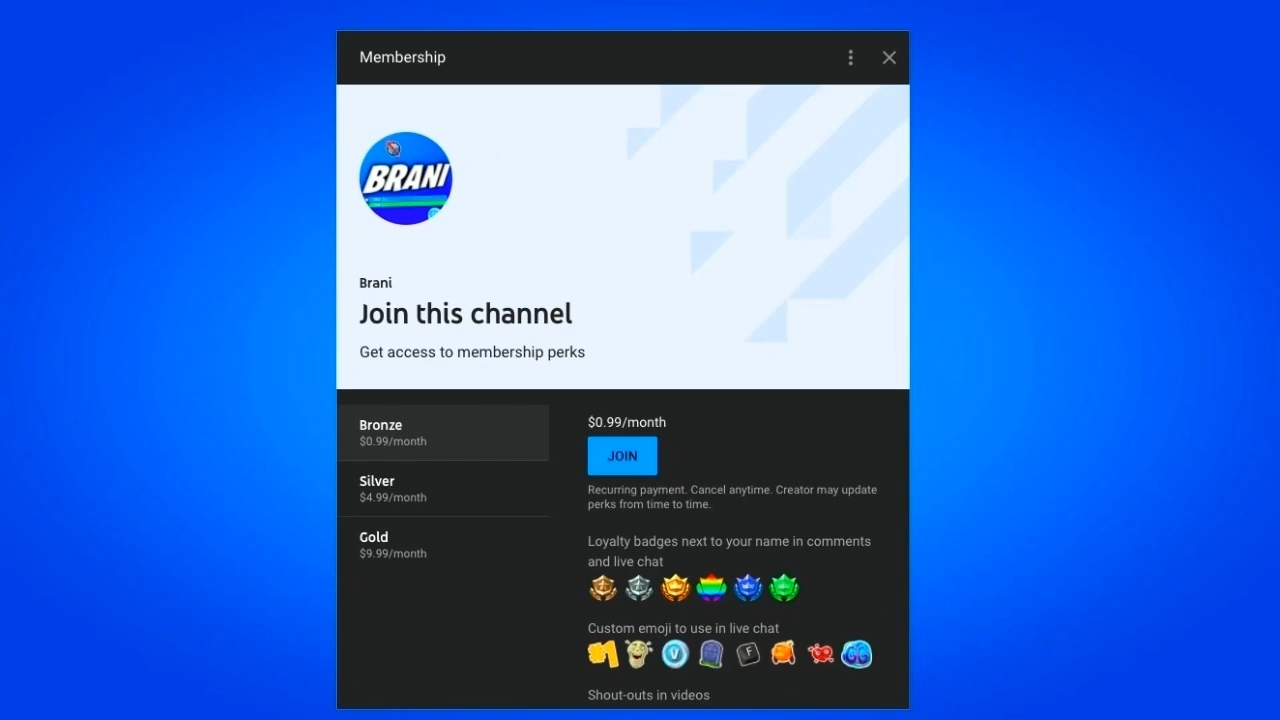 Membership
BRANI
Brani
Join this channel
Get access to membership perks
Bronze
$0.99/month
Silver
$4.99/month
Gold
$9.99/month
$0.99/month
JOIN
Recurring payment. Cancel anytime. Creator may update
perks from time to time.
Loyalty badges next to your name in comments
and live chat
Custom emoji to use in live chat
#1
V
F
GG
Shout-outs in videos